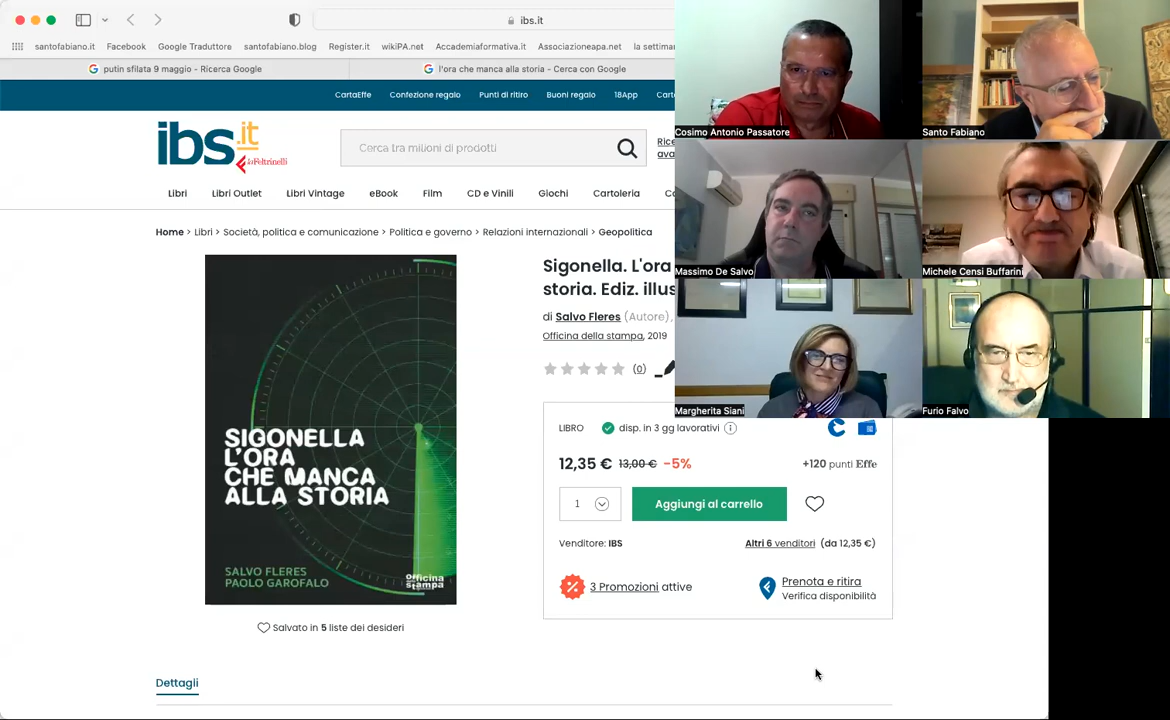 ibs.it
santofabiano.it Facebook Google Traduttore santofabiano.blog Register.it wikiPA.net Accademiaformativa.it Associazioneapa.net la settimar
putin sfilata 9 maggio - Ricerca Google
l'ora che manca alla storia - Cerca con Google
CartaEffe Confezione regalo Punti di ritiro Buoni regalo 18App Carta
ibs.it
laFeltrinelli
Cerca tra milioni di prodotti
Rice
ava
Libri Libri Outlet Libri Vintage eBook Film CD e Vinili Giochi Cartoleria
Home > Libri > Società, politica e comunicazione > Politica e governo > Relazioni internazionali > Geopolitica
SIGONELLA
L'ORA
CHE MANCA
ALLA STORIA
SALVO FLERES
PAOLO GAROFALO
Officina
stampa
Salvato in 5 liste dei desideri
Sigonella. L'ora
storia. Ediz. illus
di Salvo Fleres (Autore),
Officina della stampa, 2019
(0)
LIBRO disp. in 3 gg lavorativi
12,35 € 13,00 € -5% +120 punti Effe
1 Aggiungi al carrello
Venditore: IBS Altri 6 venditori (da 12,35 €)
3 Promozioni attive
Prenota e ritira
Verifica disponibilità
Dettagli
Cosimo Antonio Passatore
Santo Fabiano
Massimo De Salvo
Michele Censi Buffarini
Margherita Siani
Furio Falvo